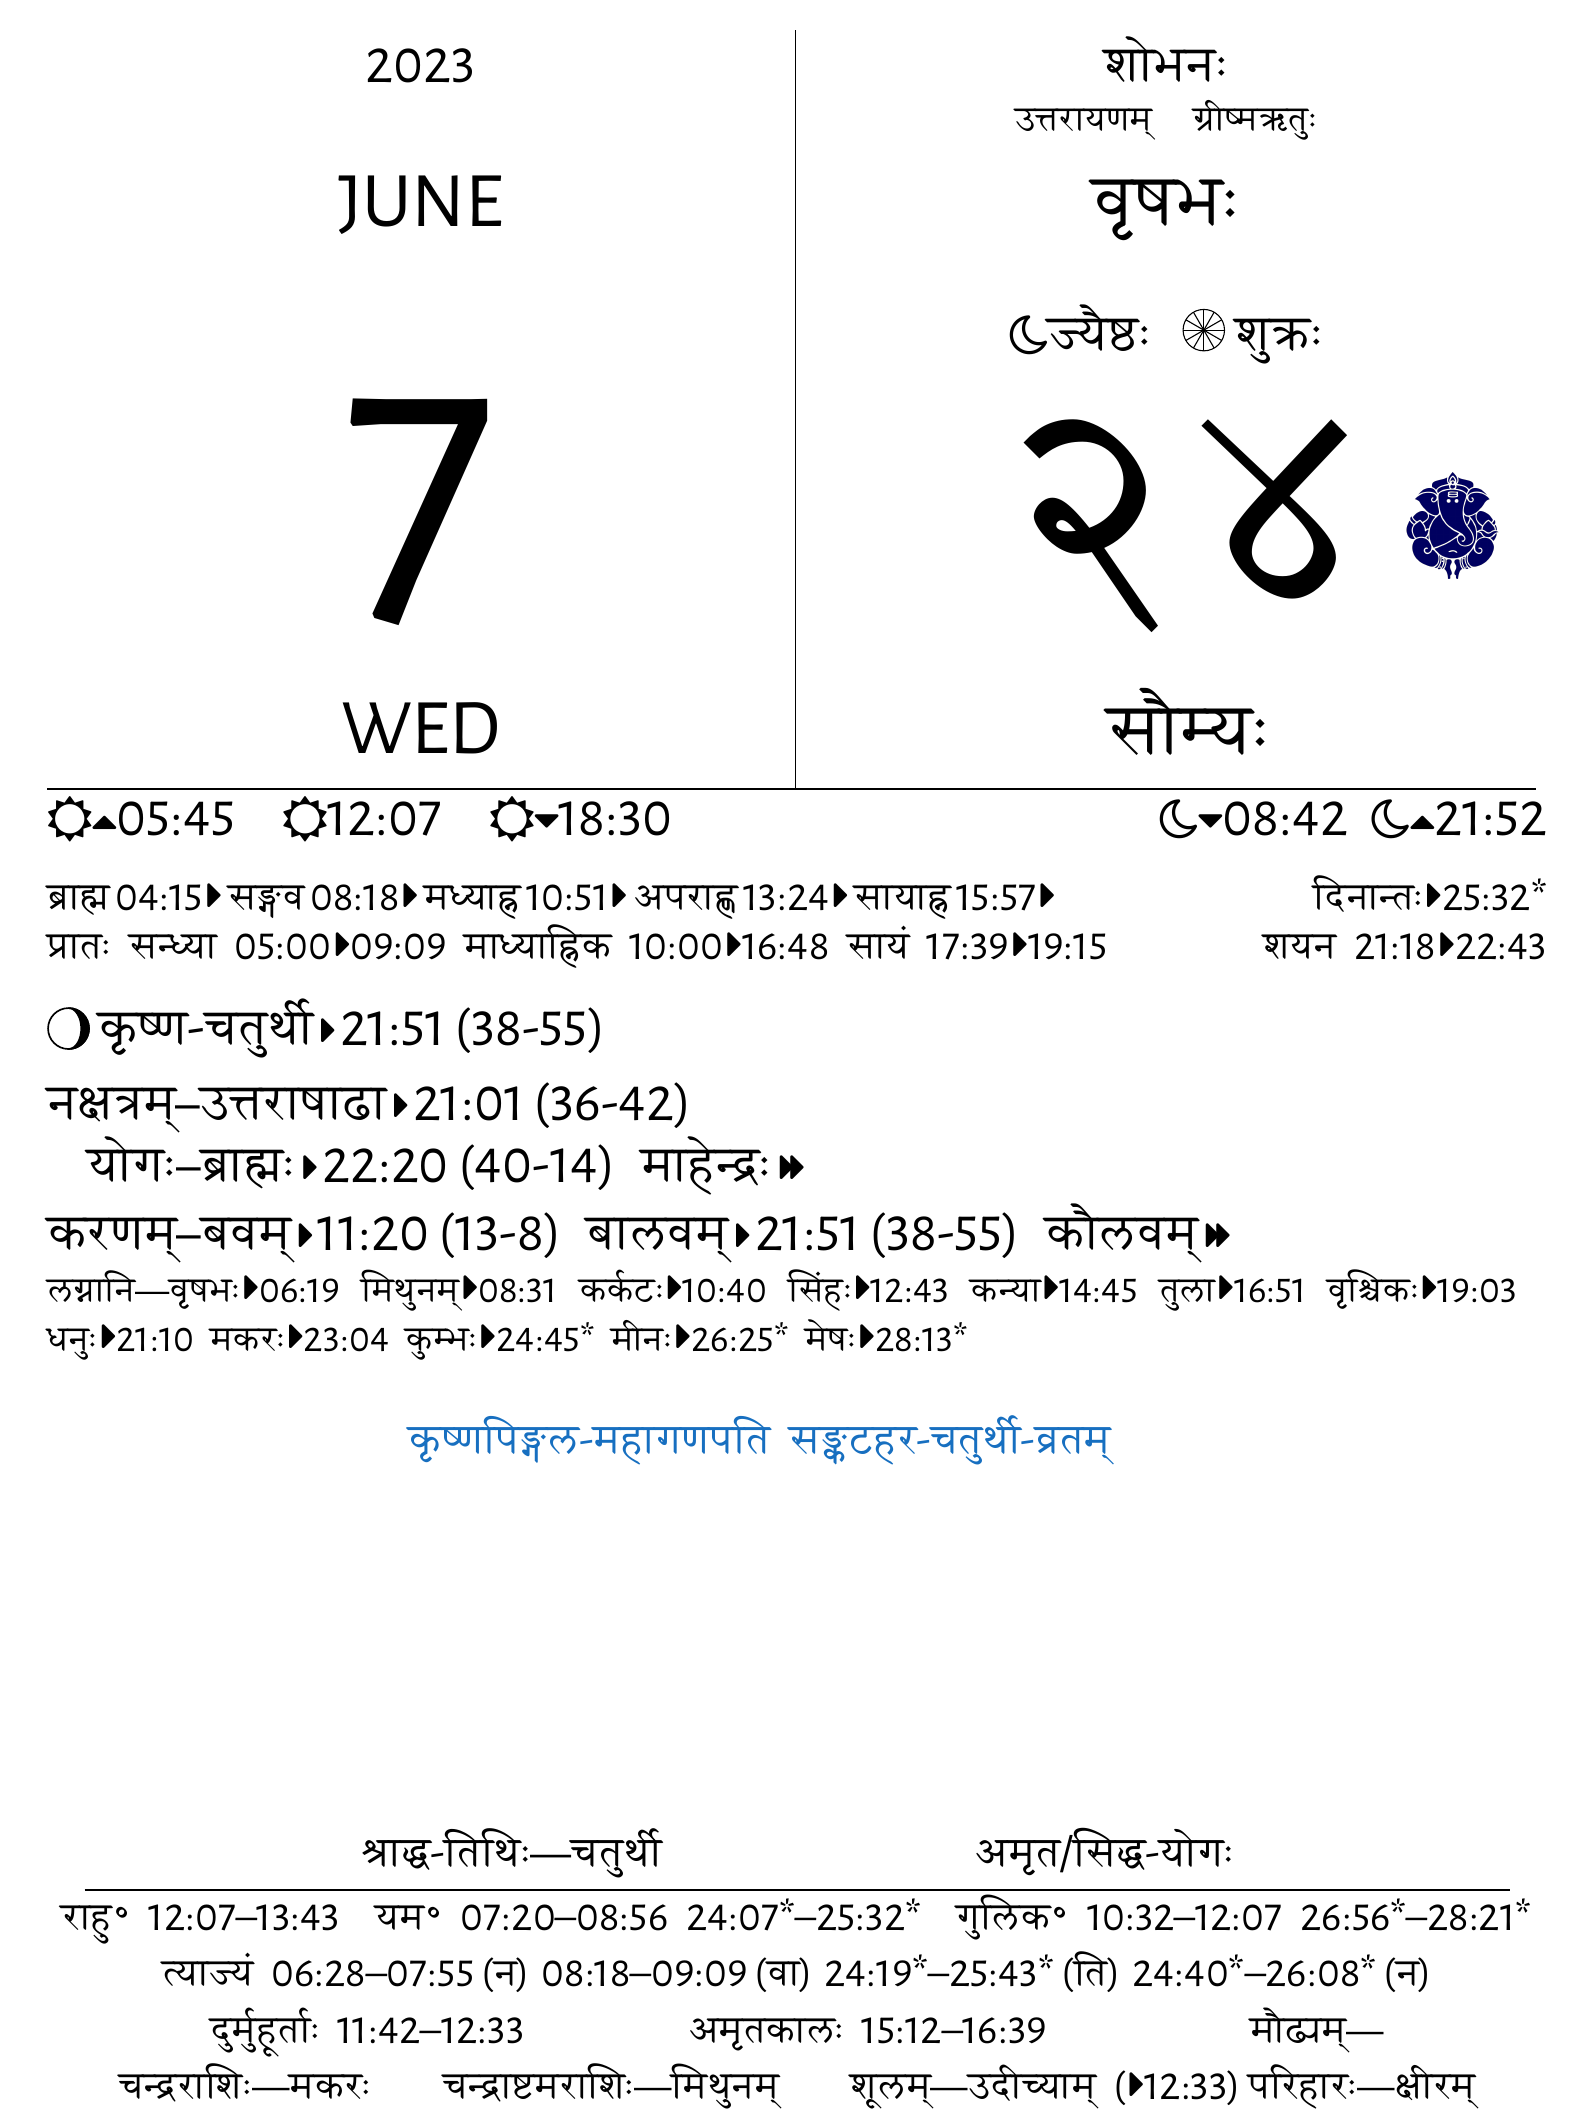 2023
JUNE
7
WED
शोभनः
उत्तरायणम् ग्रीष्मऋतुः
वृषभः
ज्यैष्ठः शुक्रः
२४
सौम्यः
05:45 12:07 18:30 08:42 21:52
ब्राह्म 04:15 सङ्गव 08:18 मध्याह्न 10:51 अपराह्ण 13:24 सायाह्न 15:57 दिनान्तः 25:32*
प्रातः सन्ध्या 05:00 09:09 माध्याह्निक 10:00 16:48 सायं 17:39 19:15 शयन 21:18 22:43
कृष्ण-चतुर्थी 21:51 (38-55)
नक्षत्रम्–उत्तराषाढा 21:01 (36-42)
योगः–ब्राह्मः 22:20 (40-14) माहेन्द्रः
करणम्–बवम् 11:20 (13-8) बालवम् 21:51 (38-55) कौलवम्
लग्नानि—वृषभः 06:19 मिथुनम् 08:31 कर्कटः 10:40 सिंहः 12:43 कन्या 14:45 तुला 16:51 वृश्चिकः 19:03
धनुः 21:10 मकरः 23:04 कुम्भः 24:45* मीनः 26:25* मेषः 28:13*
कृष्णपिङ्गल-महागणपति सङ्कटहर-चतुर्थी-व्रतम्
श्राद्ध-तिथिः—चतुर्थी अमृत/सिद्ध-योगः
राहु॰ 12:07–13:43 यम॰ 07:20–08:56 24:07*–25:32* गुलिक॰ 10:32–12:07 26:56*–28:21*
त्याज्यं 06:28–07:55 (न) 08:18–09:09 (वा) 24:19*–25:43* (ति) 24:40*–26:08* (न)
दुर्मुहूर्ताः 11:42–12:33 अमृतकालः 15:12–16:39 मौढ्यम्—
चन्द्रराशिः—मकरः चन्द्राष्टमराशिः—मिथुनम् शूलम्—उदीच्याम् (12:33) परिहारः—क्षीरम्